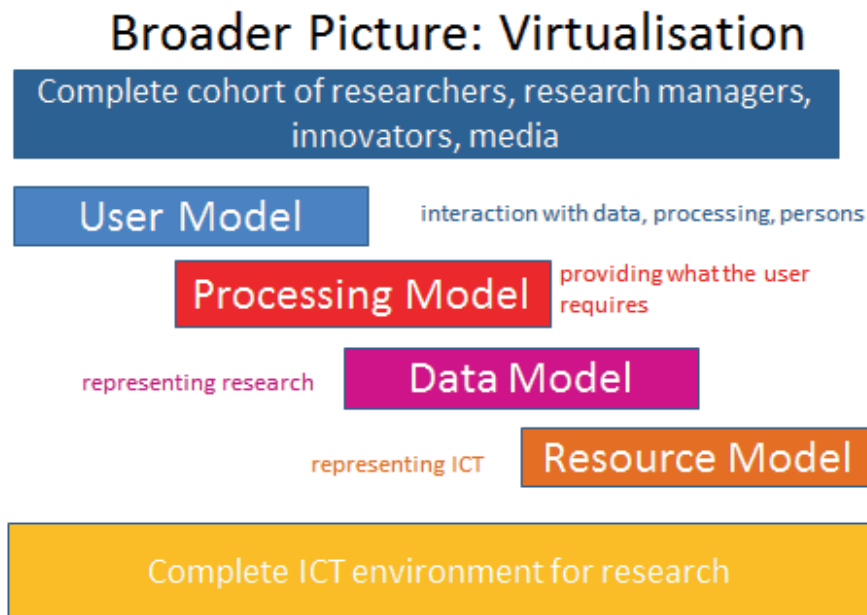 Broader Picture: Virtualisation
Complete cohort of researchers, research managers,
innovators, media
User Model
interaction with data, processing, persons
Processing Model
providing what the user
requires
representing research
Data Model
representing ICT
Resource Model
Complete ICT environment for research